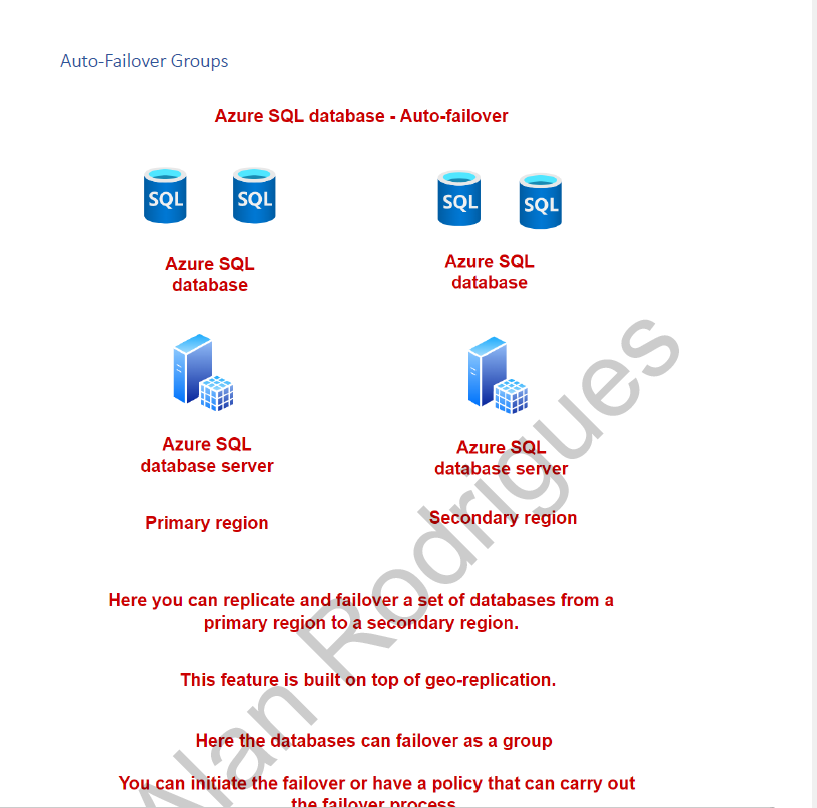 Auto-Failover Groups
Azure SQL database - Auto-failover
SQL SQL SQL SQL
Azure SQL
database
Azure SQL
database
Azure SQL
database server
Azure SQL
database server
Primary region
Secondary region
Here you can replicate and failover a set of databases from a
primary region to a secondary region.
This feature is built on top of geo-replication.
Here the databases can failover as a group
You can initiate the failover or have a policy that can carry out
the failover process
Alan Rodrigues